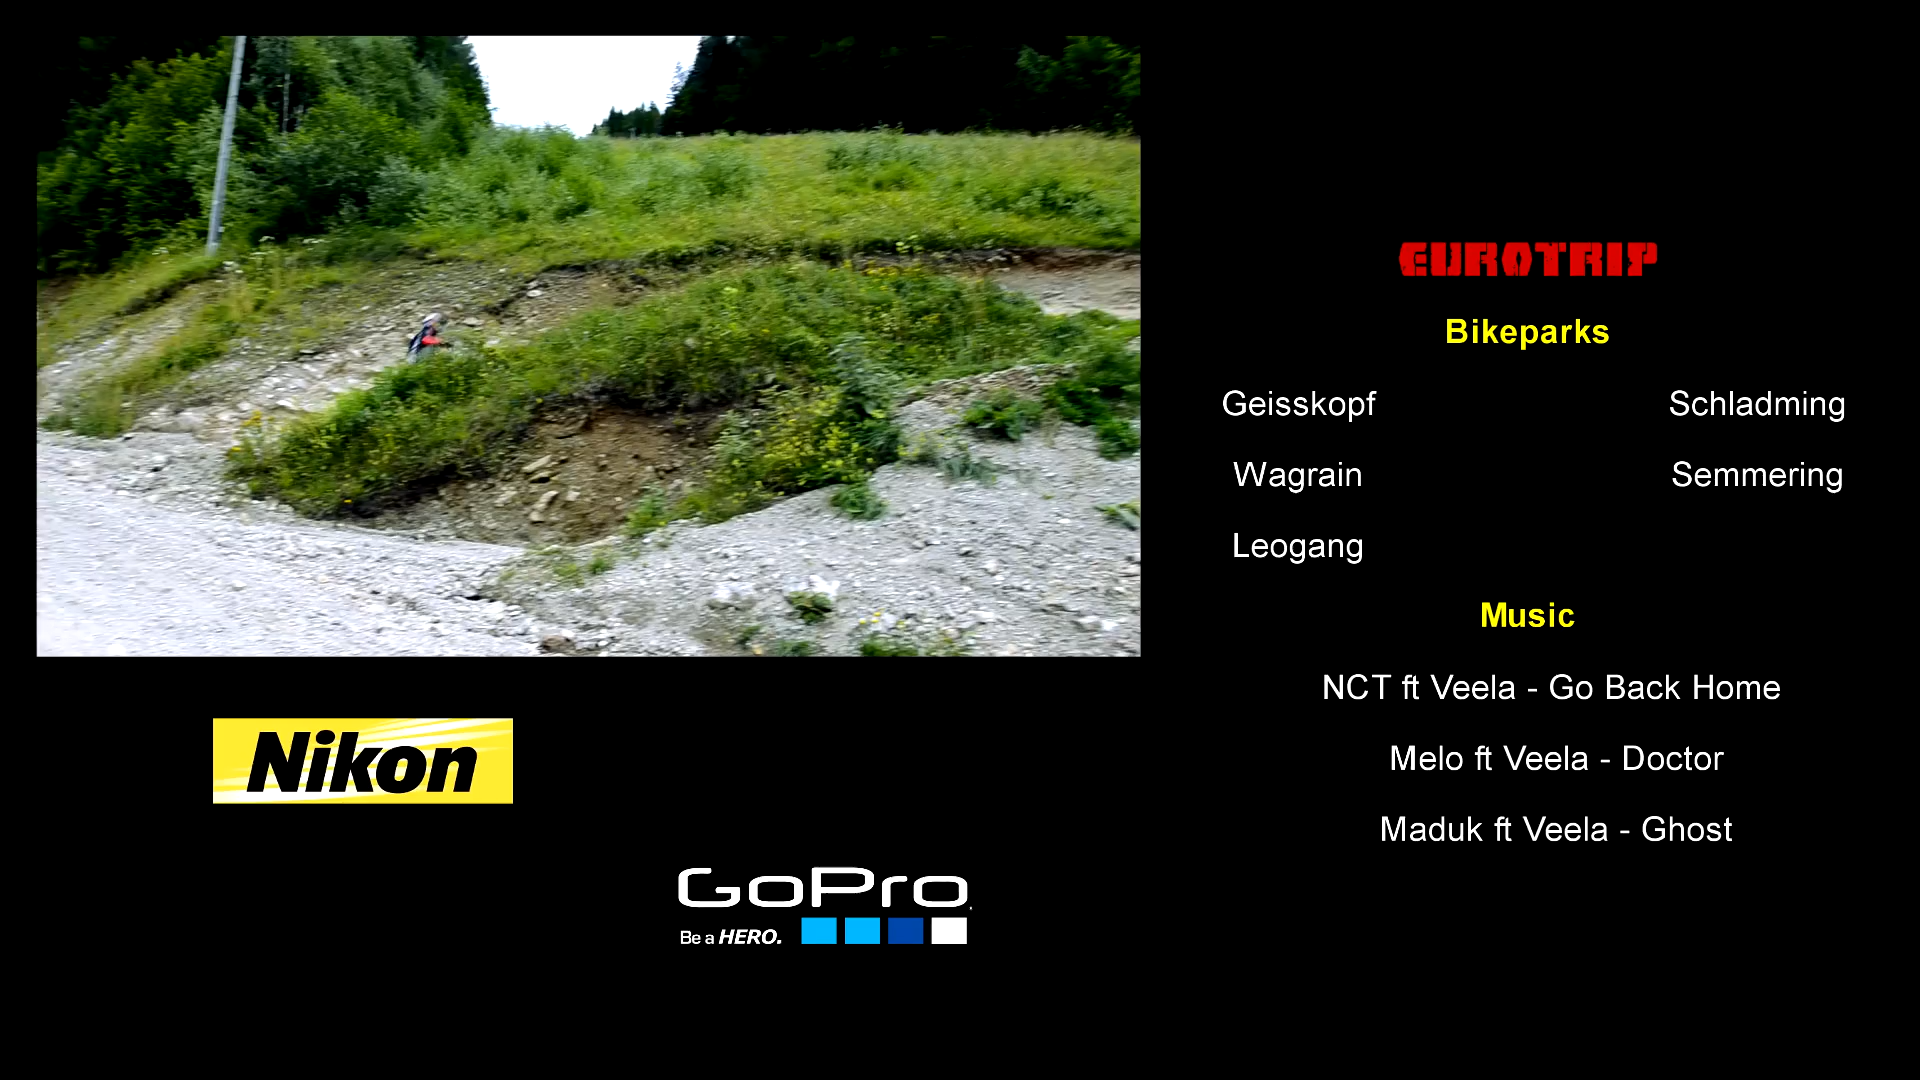 EUROTRIP
Bikeparks
Geisskopf
Schladming
Wagrain
Semmering
Leogang
Music
NCT ft Veela - Go Back Home
Melo ft Veela - Doctor
Maduk ft Veela - Ghost
Nikon
GoPro
Be a HERO.